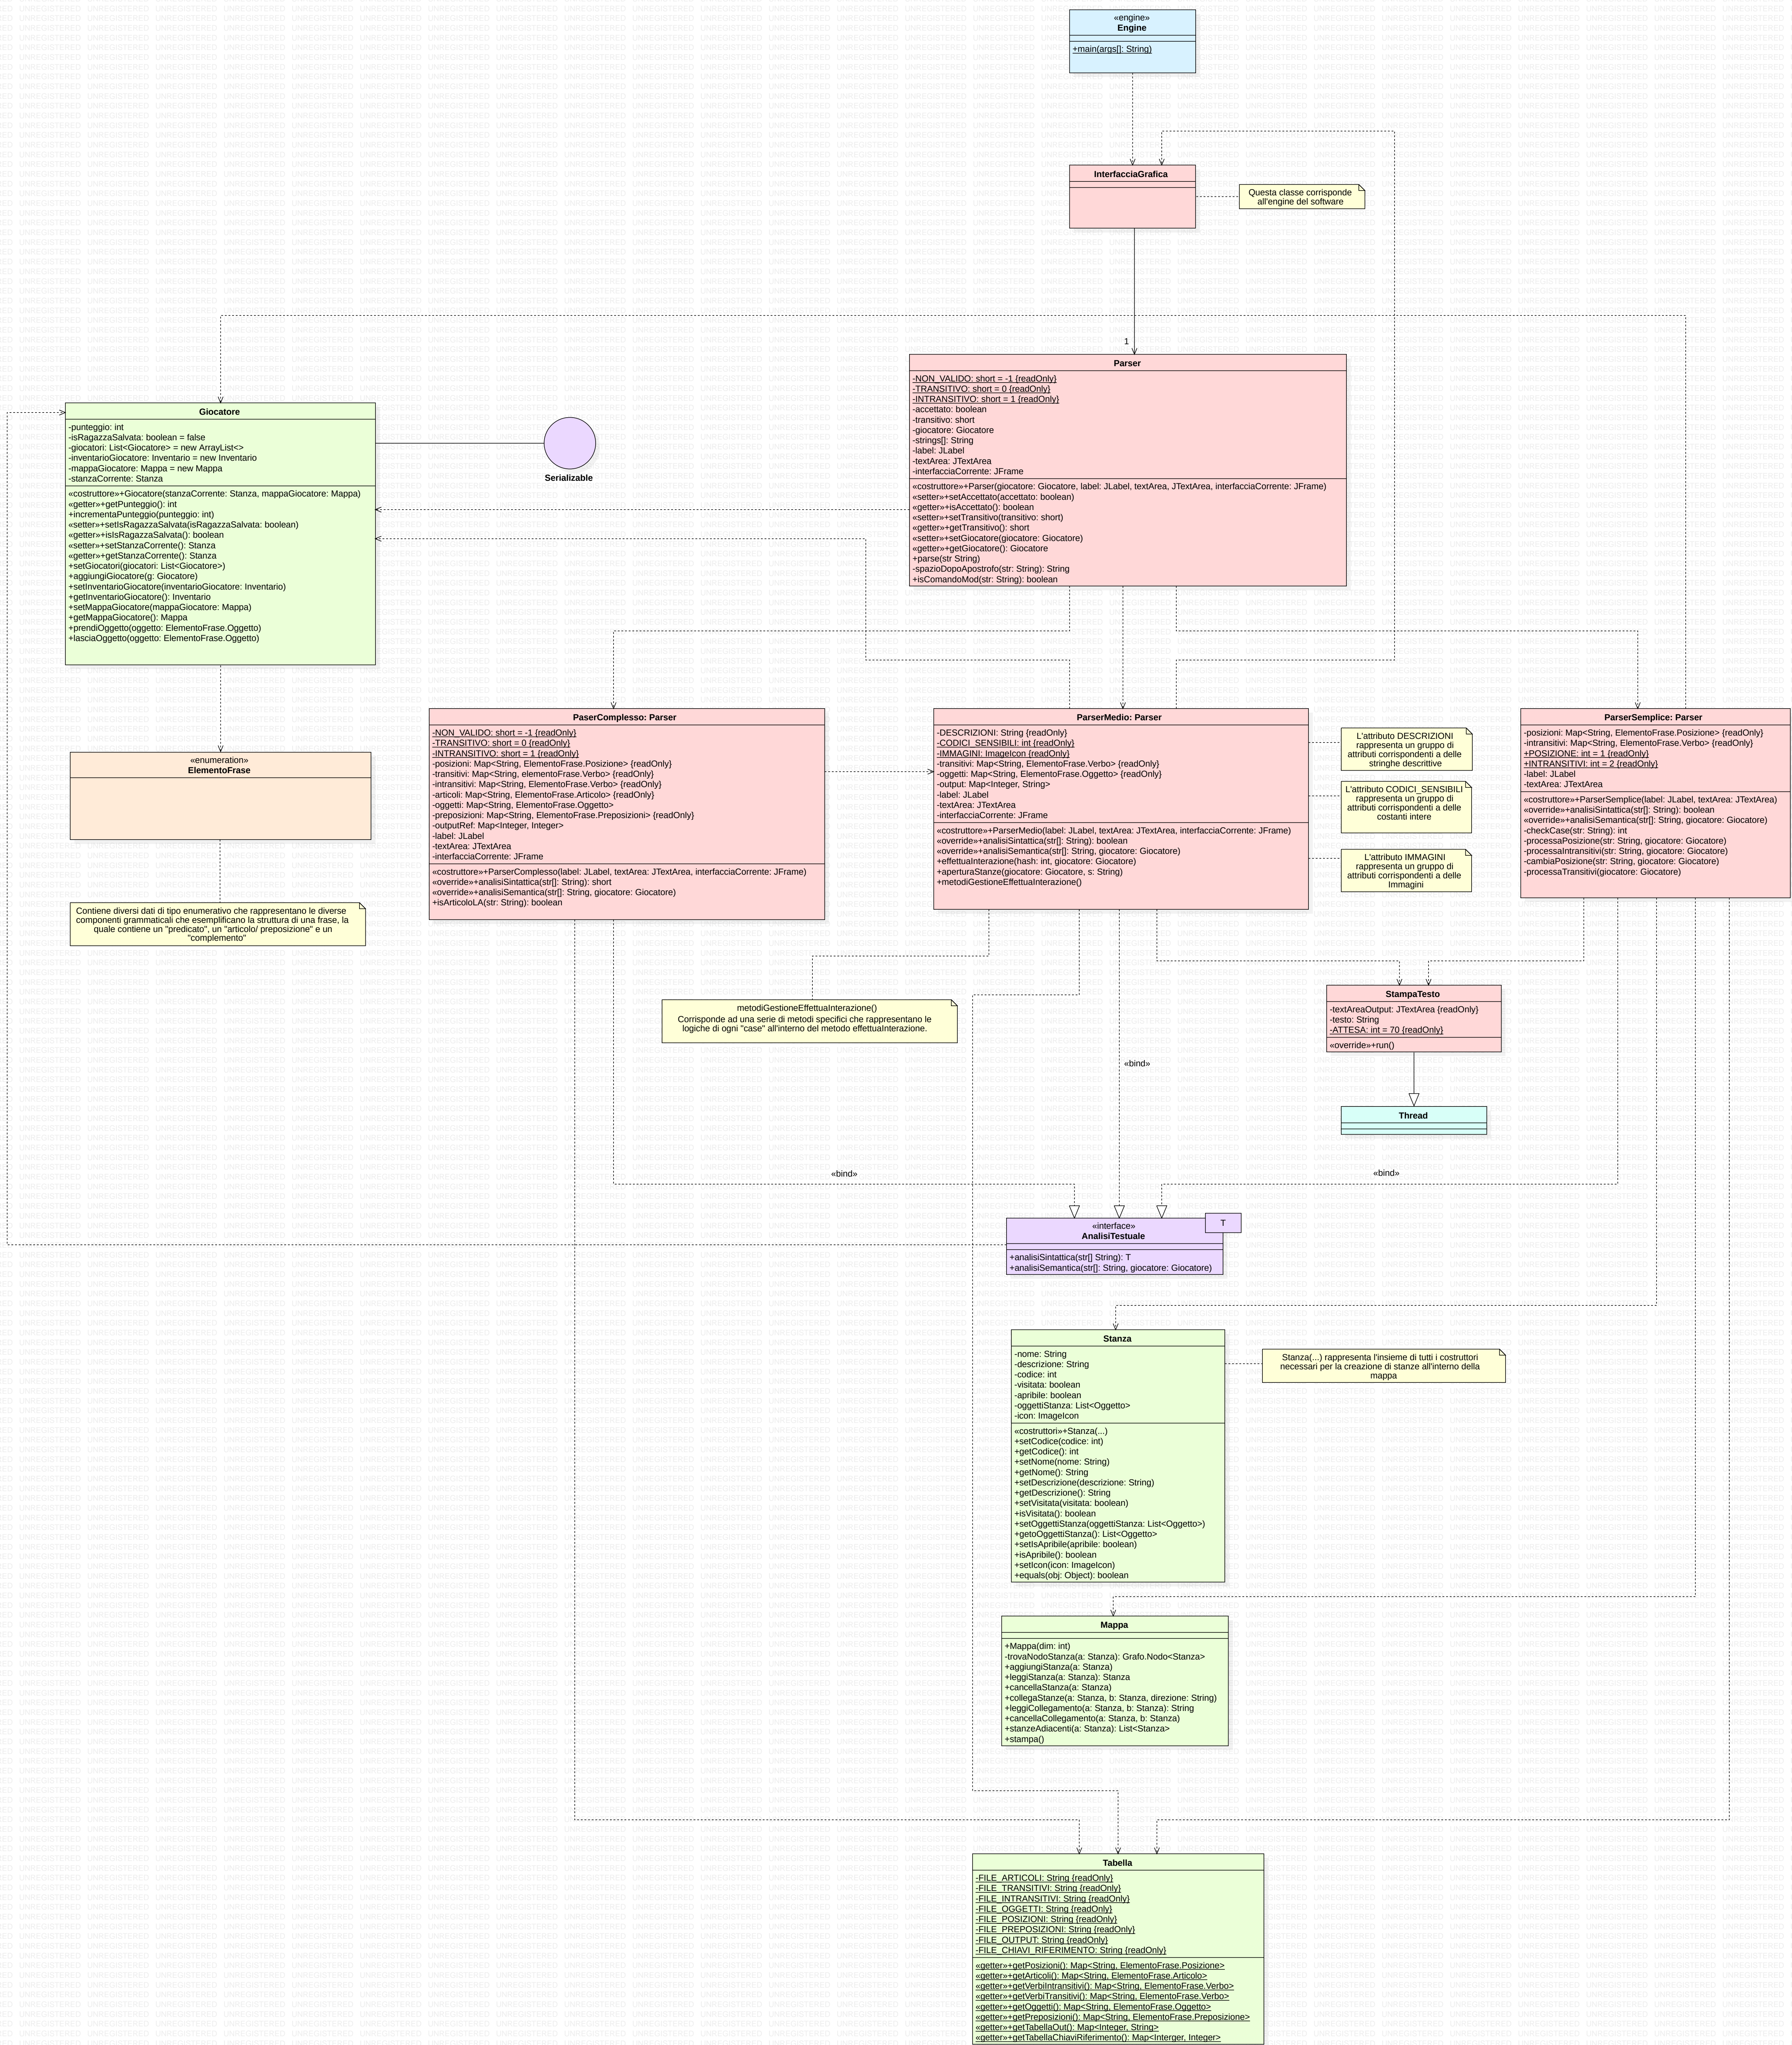 «engine»
Engine
+main(args[]: String)
InterfacciaGrafica
Questa classe corrisponde
all'engine del software
1
Parser
-NON_VALIDO: short = -1 {readOnly}
-TRANSITIVO: short = 0 {readOnly}
-INTRANSITIVO: short = 1 {readOnly}
-accettato: boolean
-transitivo: short
-giocatore: Giocatore
-strings[]: String
-label: JLabel
-textArea: JTextArea
-interfacciaCorrente: JFrame
«costruttore»+Parser(giocatore: Giocatore, label: JLabel, textArea, JTextArea, interfacciaCorrente: JFrame)
«setter»+setAccettato(accettato: boolean)
«getter»+isAccettato(): boolean
«setter»+setTransitivo(transitivo: short)
«getter»+getTransitivo(): short
«setter»+setGiocatore(giocatore: Giocatore)
«getter»+getGiocatore(): Giocatore
+parse(str String)
-spazioDopoApostrofo(str: String): String
+isComandoMod(str: String): boolean
Giocatore
-punteggio: int
-isRagazzaSalvata: boolean = false
-giocatori: List<Giocatore> = new ArrayList<>
-inventarioGiocatore: Inventario = new Inventario
-mappaGiocatore: Mappa = new Mappa
-stanzaCorrente: Stanza
«costruttore»+Giocatore(stanzaCorrente: Stanza, mappaGiocatore: Mappa)
«getter»+getPunteggio(): int
+incrementaPunteggio(punteggio: int)
«setter»+setIsRagazzaSalvata(isRagazzaSalvata: boolean)
«getter»+isIsRagazzaSalvata(): boolean
«setter»+setStanzaCorrente(): Stanza
«getter»+getStanzaCorrente(): Stanza
+setGiocatori(giocatori: List<Giocatore>)
+aggiungiGiocatore(g: Giocatore)
+setInventarioGiocatore(inventarioGiocatore: Inventario)
+getInventarioGiocatore(): Inventario
+setMappaGiocatore(mappaGiocatore: Mappa)
+getMappaGiocatore(): Mappa
+prendiOggetto(oggetto: ElementoFrase.Oggetto)
+lasciaOggetto(oggetto: ElementoFrase.Oggetto)
Serializable
«enumeration»
ElementoFrase
Contiene diversi dati di tipo enumerativo che rappresentano le diverse
componenti grammaticali che esemplificano la struttura di una frase, la
quale contiene un "predicato", un "articolo/ preposizione" e un
"complemento"
PaserComplesso: Parser
-NON_VALIDO: short = -1 {readOnly}
-TRANSITIVO: short = 0 {readOnly}
-INTRANSITIVO: short = 1 {readOnly}
-posizioni: Map<String, ElementoFrase.Posizione> {readOnly}
-transitivi: Map<String, elementoFrase.Verbo> {readOnly}
-intransitivi: Map<String, ElementoFrase.Verbo> {readOnly}
-articoli: Map<String, ElementoFrase.Articolo> {readOnly}
-oggetti: Map<String, ElementoFrase.Oggetto>
-preposizioni: Map<String, ElementoFrase.Preposizioni> {readOnly}
-outputRef: Map<Integer, Integer>
-label: JLabel
-textArea: JTextArea
-interfacciaCorrente: JFrame
«costruttore»+ParserComplesso(label: JLabel, textArea: JTextArea, interfacciaCorrente: JFrame)
«override»+analisiSintattica(str[]: String): short
«override»+analisiSemantica(str[]: String, giocatore: Giocatore)
+isArticoloLA(str: String): boolean
ParserMedio: Parser
-DESCRIZIONI: String {readOnly}
-CODICI_SENSIBILI: int {readOnly}
-IMMAGINI: ImageIcon {readOnly}
-transitivi: Map<String, ElementoFrase.Verbo> {readOnly}
-oggetti: Map<String, ElementoFrase.Oggetto> {readOnly}
-output: Map<Integer, String>
-label: JLabel
-textArea: JTextArea
-interfacciaCorrente: JFrame
«costruttore»+ParserMedio(label: JLabel, textArea: JTextArea, interfacciaCorrente: JFrame)
«override»+analisiSintattica(str[]: String): boolean
«override»+analisiSemantica(str[]: String, giocatore: Giocatore)
+effettuaInterazione(hash: int, giocatore: Giocatore)
+aperturaStanze(giocatore: Giocatore, s: String)
+metodiGestioneEffettuaInterazione()
L'attributo DESCRIZIONI
rappresenta un gruppo di
attributi corrispondenti a delle
stringhe descrittive
L'attributo CODICI_SENSIBILI
rappresenta un gruppo di
attributi corrispondenti a delle
costanti intere
L'attributo IMMAGINI
rappresenta un gruppo di
attributi corrispondenti a delle
Immagini
ParserSemplice: Parser
-posizioni: Map<String, ElementoFrase.Posizione> {readOnly}
-intransitivi: Map<String, ElementoFrase.Verbo> {readOnly}
+POSIZIONE: int = 1 {readOnly}
+INTRANSITIVI: int = 2 {readOnly}
-label: JLabel
-textArea: JTextArea
«costruttore»+ParserSemplice(label: JLabel, textArea: JTextArea)
«override»+analisiSintattica(str[]: String): boolean
«override»+analisiSemantica(str[]: String, giocatore: Giocatore)
-checkCase(str: String): int
-processaPosizione(str: String, giocatore: Giocatore)
-processaIntransitivi(str: String, giocatore: Giocatore)
-cambiaPosizione(str: String, giocatore: Giocatore)
-processaTransitivi(giocatore: Giocatore)
metodiGestioneEffettuaInterazione()
Corrisponde ad una serie di metodi specifici che rappresentano le
logiche di ogni "case" all'interno del metodo effettuaInterazione.
StampaTesto
-textAreaOutput: JTextArea {readOnly}
-testo: String
-ATTESA: int = 70 {readOnly}
«override»+run()
«bind»
Thread
«bind»
«bind»
«interface»
AnalisiTestuale
T
+analisiSintattica(str[] String): T
+analisiSemantica(str[]: String, giocatore: Giocatore)
Stanza
-nome: String
-descrizione: String
-codice: int
-visitata: boolean
-apribile: boolean
-oggettiStanza: List<Oggetto>
-icon: ImageIcon
«costruttori»+Stanza(...)
+setCodice(codice: int)
+getCodice(): int
+setNome(nome: String)
+getNome(): String
+setDescrizione(descrizione: String)
+getDescrizione(): String
+setVisitata(visitata: boolean)
+isVisitata(): boolean
+setOggettiStanza(oggettiStanza: List<Oggetto>)
+getoOggettiStanza(): List<Oggetto>
+setIsApribile(apribile: boolean)
+isApribile(): boolean
+setIcon(icon: ImageIcon)
+equals(obj: Object): boolean
Stanza(...) rappresenta l'insieme di tutti i costruttori
necessari per la creazione di stanze all'interno della
mappa
Mappa
+Mappa(dim: int)
-trovaNodoStanza(a: Stanza): Grafo.Nodo<Stanza>
+aggiungiStanza(a: Stanza)
+leggiStanza(a: Stanza): Stanza
+cancellaStanza(a: Stanza)
+collegaStanze(a: Stanza, b: Stanza, direzione: String)
+leggiCollegamento(a: Stanza, b: Stanza): String
+cancellaCollegamento(a: Stanza, b: Stanza)
+stanzeAdiacenti(a: Stanza): List<Stanza>
+stampa()
Tabella
-FILE_ARTICOLI: String {readOnly}
-FILE_TRANSITIVI: String {readOnly}
-FILE_INTRANSITIVI: String {readOnly}
-FILE_OGGETTI: String {readOnly}
-FILE_POSIZIONI: String {readOnly}
-FILE_PREPOSIZIONI: String {readOnly}
-FILE_OUTPUT: String {readOnly}
-FILE_CHIAVI_RIFERIMENTO: String {readOnly}
«getter»+getPosizioni(): Map<String, ElementoFrase.Posizione>
«getter»+getArticoli(): Map<String, ElementoFrase.Articolo>
«getter»+getVerbiIntransitivi(): Map<String, ElementoFrase.Verbo>
«getter»+getVerbiTransitivi(): Map<String, ElementoFrase.Verbo>
«getter»+getOggetti(): Map<String, ElementoFrase.Oggetto>
«getter»+getPreposizioni(): Map<String, ElementoFrase.Preposizione>
«getter»+getTabellaOut(): Map<Integer, String>
«getter»+getTabellaChiaviRiferimento(): Map<Interger, Integer>